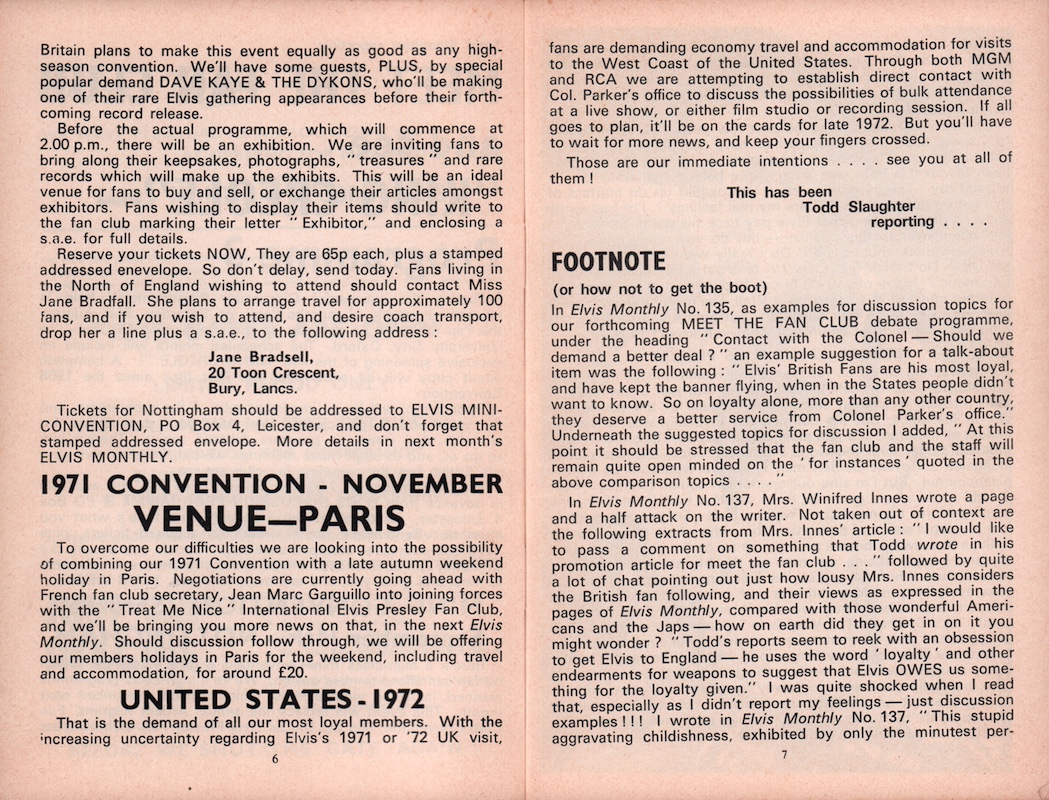 Britain plans to make this event equally as good as any high-
season convention. We'll have some guests, PLUS, by special
popular demand DAVE KAYE & THE DYKONS, who'll be making
one of their rare Elvis gathering appearances before their forth-
coming record release.
Before the actual programme, which will commence at
2.00 p.m., there will be an exhibition. We are inviting fans to
bring along their keepsakes, photographs, "treasures" and rare
records which will make up the exhibits. This will be an ideal
venue for fans to buy and sell, or exchange their articles amongst
exhibitors. Fans wishing to display their items should write to
the fan club marking their letter "Exhibitor," and enclosing a
s.a.e. for full details.
Reserve your tickets NOW, They are 65p each, plus a stamped
addressed enevelope. So don't delay, send today. Fans living in
the North of England wishing to attend should contact Miss
Jane Bradfall. She plans to arrange travel for approximately 100
fans, and if you wish to attend, and desire coach transport,
drop her a line plus a s.a.e., to the following address :
Jane Bradsell,
20 Toon Crescent,
Bury, Lancs.
Tickets for Nottingham should be addressed to ELVIS MINI-
CONVENTION, PO Box 4, Leicester, and don't forget that
stamped addressed envelope. More details in next month's
ELVIS MONTHLY.
1971 CONVENTION - NOVEMBER
VENUE—PARIS
To overcome our difficulties we are looking into the possibility
of combining our 1971 Convention with a late autumn weekend
holiday in Paris. Negotiations are currently going ahead with
French fan club secretary, Jean Marc Garguillo into joining forces
with the "Treat Me Nice" International Elvis Presley Fan Club,
and we'll be bringing you more news on that, in the next Elvis
Monthly. Should discussion follow through, we will be offering
our members holidays in Paris for the weekend, including travel
and accommodation, for around £20.
UNITED STATES - 1972
That is the demand of all our most loyal members. With the
increasing uncertainty regarding Elvis's 1971 or '72 UK visit,
6
fans are demanding economy travel and accommodation for visits
to the West Coast of the United States. Through both MGM
and RCA we are attempting to establish direct contact with
Col. Parker's office to discuss the possibilities of bulk attendance
at a live show, or either film studio or recording session. If all
goes to plan, it'll be on the cards for late 1972. But you'll have
to wait for more news, and keep your fingers crossed.
Those are our immediate intentions . . . . see you at all of
them !
This has been
Todd Slaughter
reporting . . . .
FOOTNOTE
(or how not to get the boot)
In Elvis Monthly No. 135, as examples for discussion topics for
our forthcoming MEET THE FAN CLUB debate programme,
under the heading "Contact with the Colonel — Should we
demand a better deal ?" an example suggestion for a talk-about
item was the following : "Elvis' British Fans are his most loyal,
and have kept the banner flying, when in the States people didn't
want to know. So on loyalty alone, more than any other country,
they deserve a better service from Colonel Parker's office."
Underneath the suggested topics for discussion I added, "At this
point it should be stressed that the fan club and the staff will
remain quite open minded on the 'for instances' quoted in the
above comparison topics . . . ."
In Elvis Monthly No. 137, Mrs. Winifred Innes wrote a page
and a half attack on the writer. Not taken out of context are
the following extracts from Mrs. Innes' article : "I would like
to pass a comment on something that Todd wrote in his
promotion article for meet the fan club . . ." followed by quite
a lot of chat pointing out just how lousy Mrs. Innes considers
the British fan following, and their views as expressed in the
pages of Elvis Monthly, compared with those wonderful Ameri-
cans and the Japs — how on earth did they get in on it you
might wonder ? "Todd's reports seem to reek with an obsession
to get Elvis to England — he uses the word 'loyalty' and other
endearments for weapons to suggest that Elvis OWES us some-
thing for the loyalty given." I was quite shocked when I read
that, especially as I didn't report my feelings — just discussion
examples ! ! ! I wrote in Elvis Monthly No. 137, "This stupid
aggravating childishness, exhibited by only the minutest per-
7